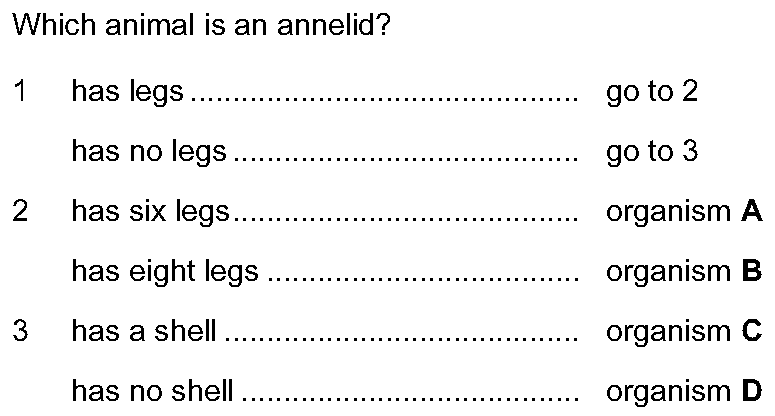 Which animal is an annelid?
1 has legs ............................................. go to 2
has no legs ........................................ go to 3
2 has six legs........................................ organism A
has eight legs .................................... organism B
3 has a shell ......................................... organism C
has no shell ....................................... organism D